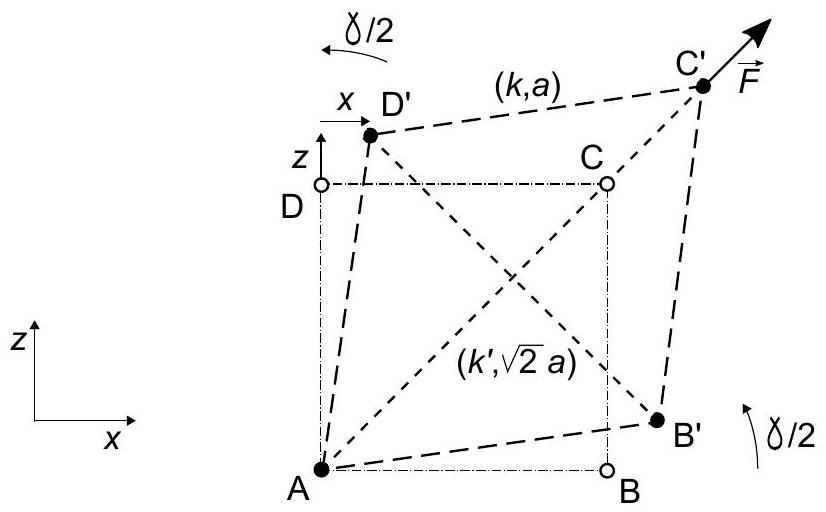 ɣ/2
C'
F⃗
(k,a)
x
D'
z
C
D
(k',√2 a)
z
x
B'
ɣ/2
A
B